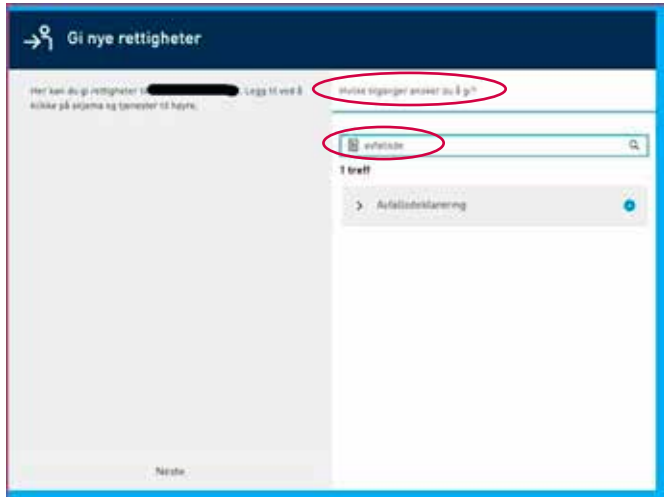 Gi nye rettigheter
Her kan du gi rettigheter til . Legg til ved å
klikke på skjema og tjenester til høyre.
Hvilke tilganger ønsker du å gi?
avfallsde
1 treff
Avfallsdeklarering
Neste